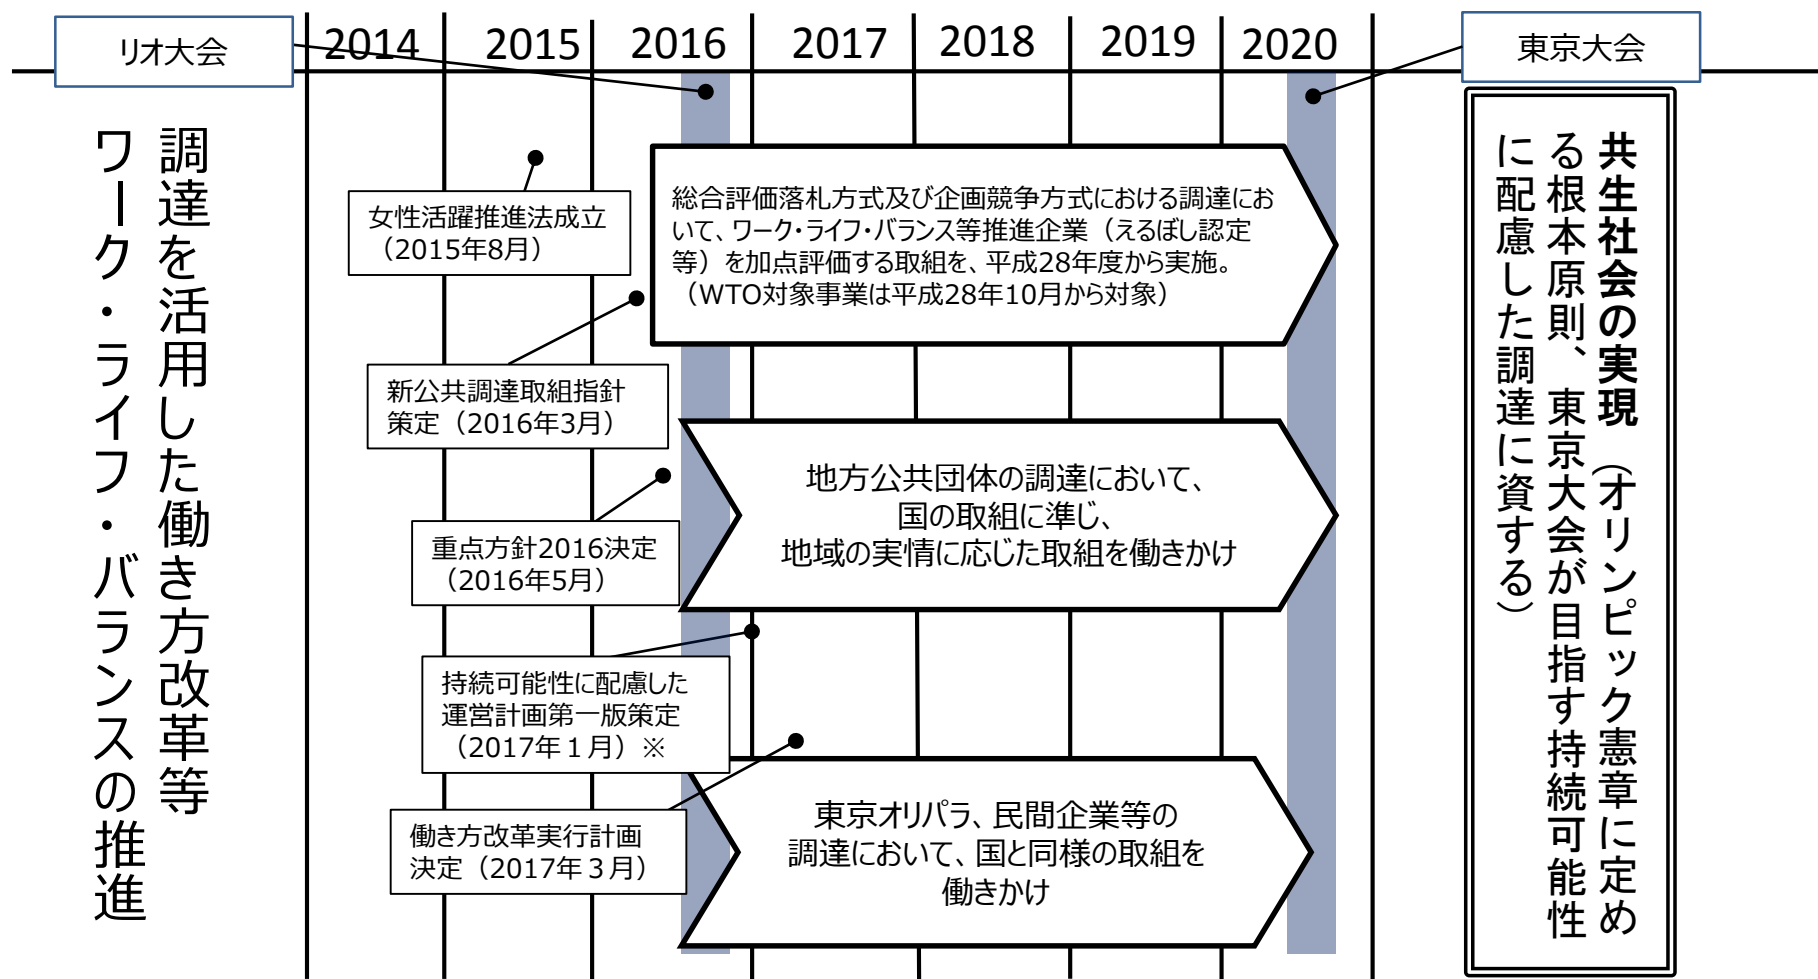 リオ大会
2014
2015
2016
2017
2018
2019
2020
東京大会
調達を活用した働き方改革等
ワーク・ライフ・バランスの推進
女性活躍推進法成立
（2015年8月）
総合評価落札方式及び企画競争方式における調達にお
いて、ワーク・ライフ・バランス等推進企業（えるぼし認定
等）を加点評価する取組を、平成28年度から実施。
（WTO対象事業は平成28年10月から対象）
新公共調達取組指針
策定（2016年3月）
地方公共団体の調達において、
国の取組に準じ、
地域の実情に応じた取組を働きかけ
重点方針2016決定
（2016年5月）
持続可能性に配慮した
運営計画第一版策定
（2017年１月）※
東京オリパラ、民間企業等の
調達において、国と同様の取組を
働きかけ
働き方改革実行計画
決定（2017年３月）
共生社会の実現（オリンピック憲章に定め
る根本原則、東京大会が目指す持続可能性
に配慮した調達に資する）